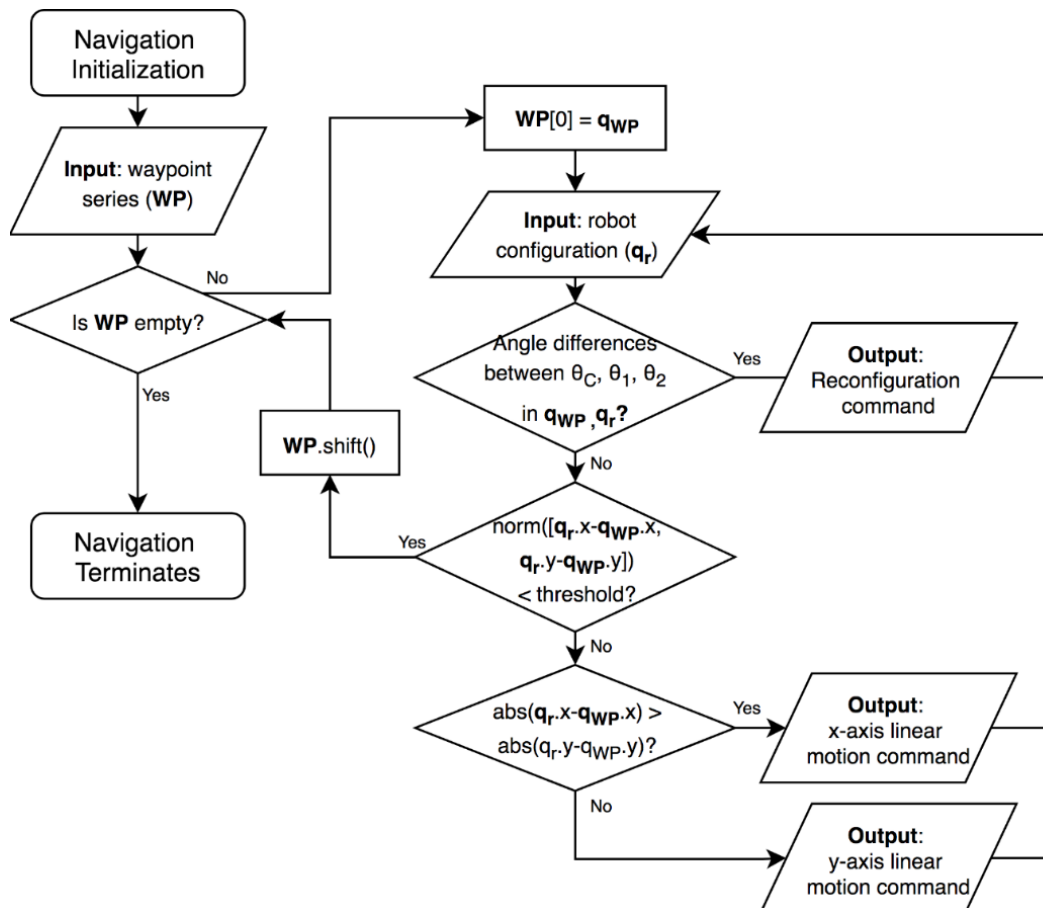 Navigation
Initialization
Input: waypoint
series (WP)
Is WP empty?
No
Yes
Navigation
Terminates
WP.shift()
WP[0] = qWP
Input: robot
configuration (qr)
Angle differences
between θC, θ1, θ2
in qWP ,qr?
Yes
Output:
Reconfiguration
command
No
norm([qr.x-qWP.x,
qr.y-qWP.y])
< threshold?
Yes
No
abs(qr.x-qWP.x) >
abs(qr.y-qWP.y)?
Yes
Output:
x-axis linear
motion command
No
Output:
y-axis linear
motion command